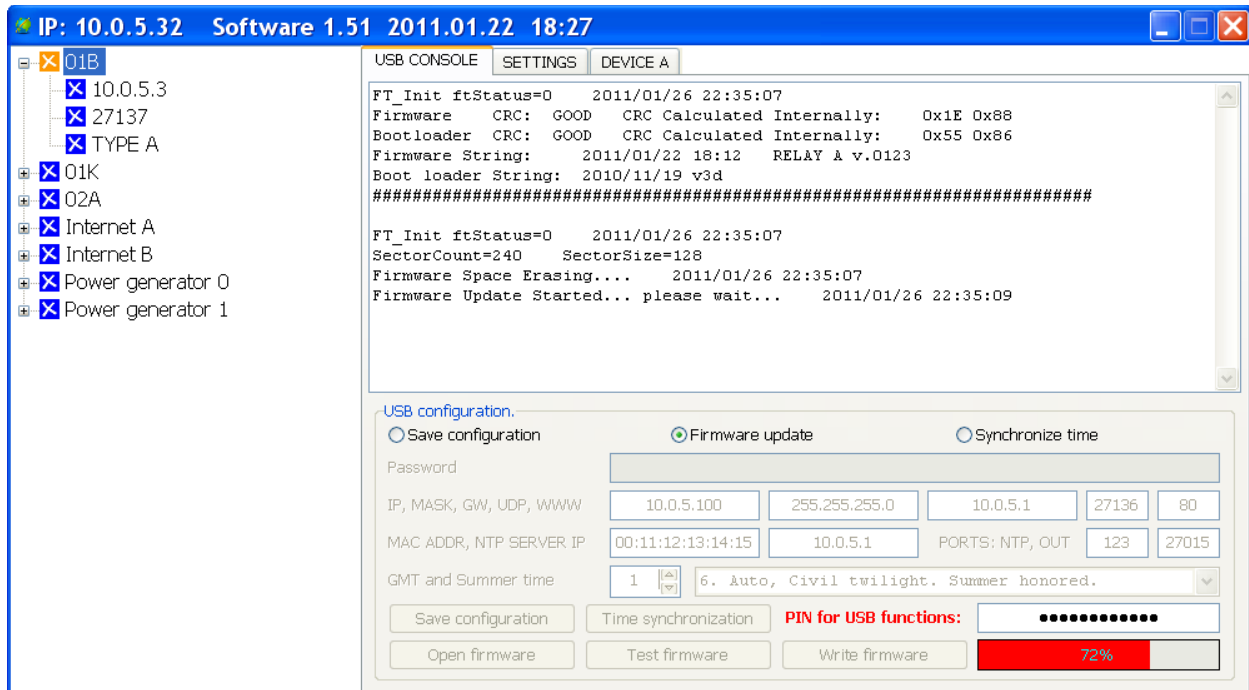 IP: 10.0.5.32 Software 1.51 2011.01.22 18:27
01B
10.0.5.3
27137
TYPE A
01K
02A
Internet A
Internet B
Power generator 0
Power generator 1
USB CONSOLE SETTINGS DEVICE A
FT_Init ftStatus=0 2011/01/26 22:35:07
Firmware CRC: GOOD CRC Calculated Internally: 0x1E 0x88
Bootloader CRC: GOOD CRC Calculated Internally: 0x55 0x86
Firmware String: 2011/01/22 18:12 RELAY A v.0123
Boot loader String: 2010/11/19 v3d
########################################################################
FT_Init ftStatus=0 2011/01/26 22:35:07
SectorCount=240 SectorSize=128
Firmware Space Erasing.... 2011/01/26 22:35:07
Firmware Update Started... please wait... 2011/01/26 22:35:09
USB configuration.
Save configuration Firmware update Synchronize time
Password
IP, MASK, GW, UDP, WWW 10.0.5.100 255.255.255.0 10.0.5.1 27136 80
MAC ADDR, NTP SERVER IP 00:11:12:13:14:15 10.0.5.1 PORTS: NTP, OUT 123 27015
GMT and Summer time 1 6. Auto, Civil twilight. Summer honored.
Save configuration Time synchronization PIN for USB functions: ●●●●●●●●●●●●
Open firmware Test firmware Write firmware 72%